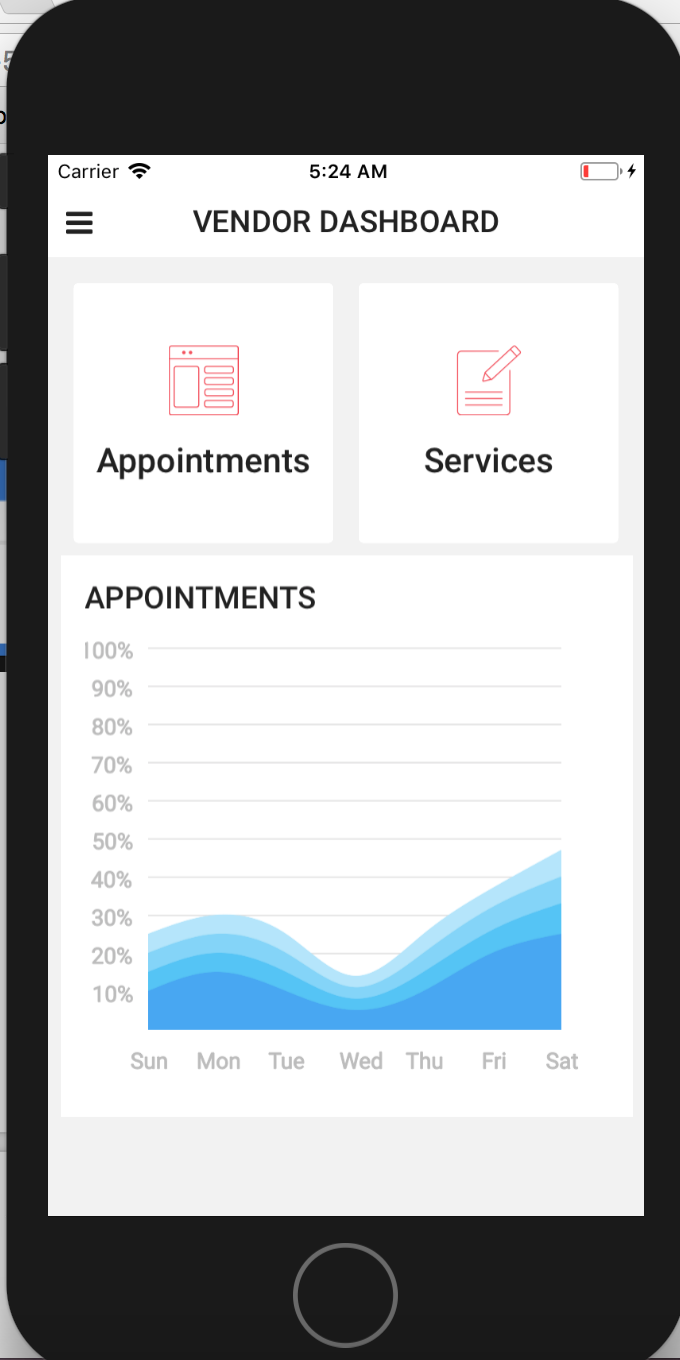 Carrier 5:24 AM
VENDOR DASHBOARD
Appointments Services
APPOINTMENTS
100%
90%
80%
70%
60%
50%
40%
30%
20%
10%
Sun Mon Tue Wed Thu Fri Sat